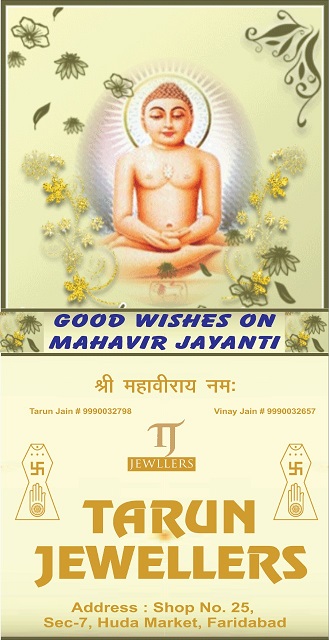 GOOD WISHES ON
MAHAVIR JAYANTI
श्री महावीराय नमः
Tarun Jain # 9990032798
Vinay Jain # 9990032657
TJ
JEWLLERS
TARUN
JEWELLERS
Address : Shop No. 25,
Sec-7, Huda Market, Faridabad